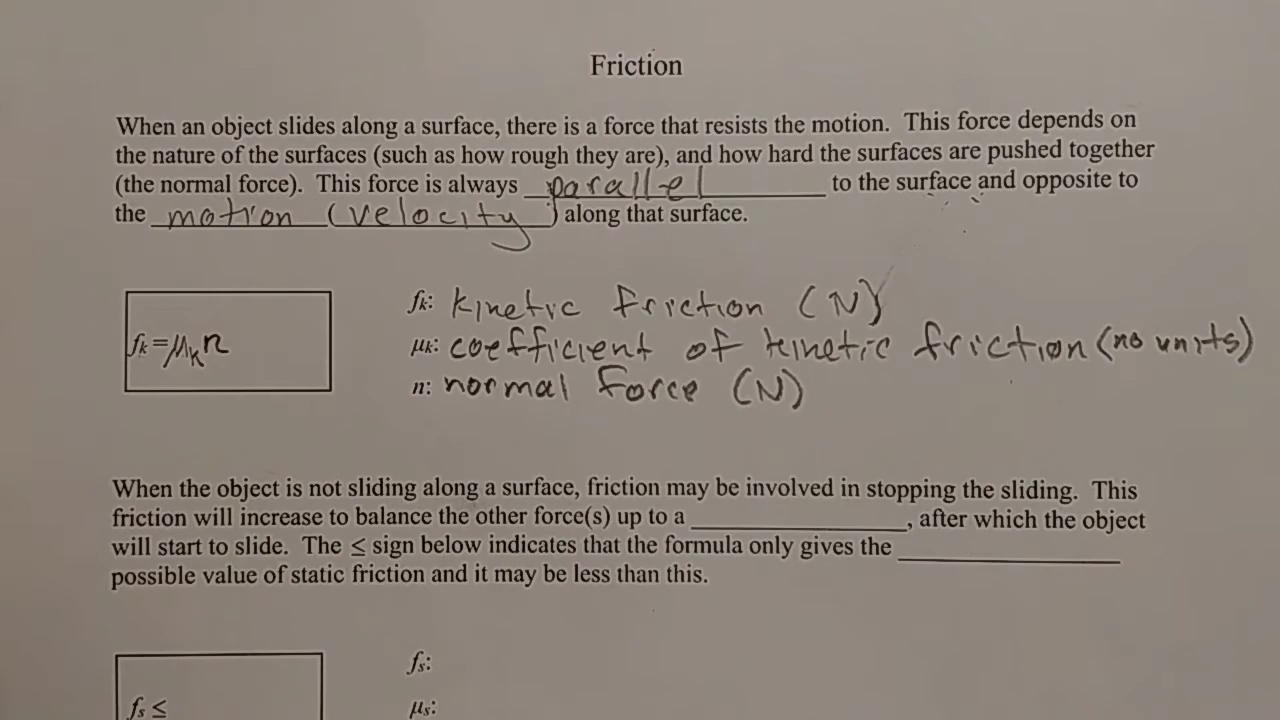 Friction
When an object slides along a surface, there is a force that resists the motion. This force depends on
the nature of the surfaces (such as how rough they are), and how hard the surfaces are pushed together
(the normal force). This force is always parallel to the surface and opposite to
the motion (velocity) along that surface.
fk=μkn
fk: kinetic friction (N)
μk: coefficient of kinetic friction (no units)
n: normal force (N)
When the object is not sliding along a surface, friction may be involved in stopping the sliding. This
friction will increase to balance the other force(s) up to a ________________, after which the object
will start to slide. The ≤ sign below indicates that the formula only gives the ________________
possible value of static friction and it may be less than this.
fs ≤
fs:
μs: